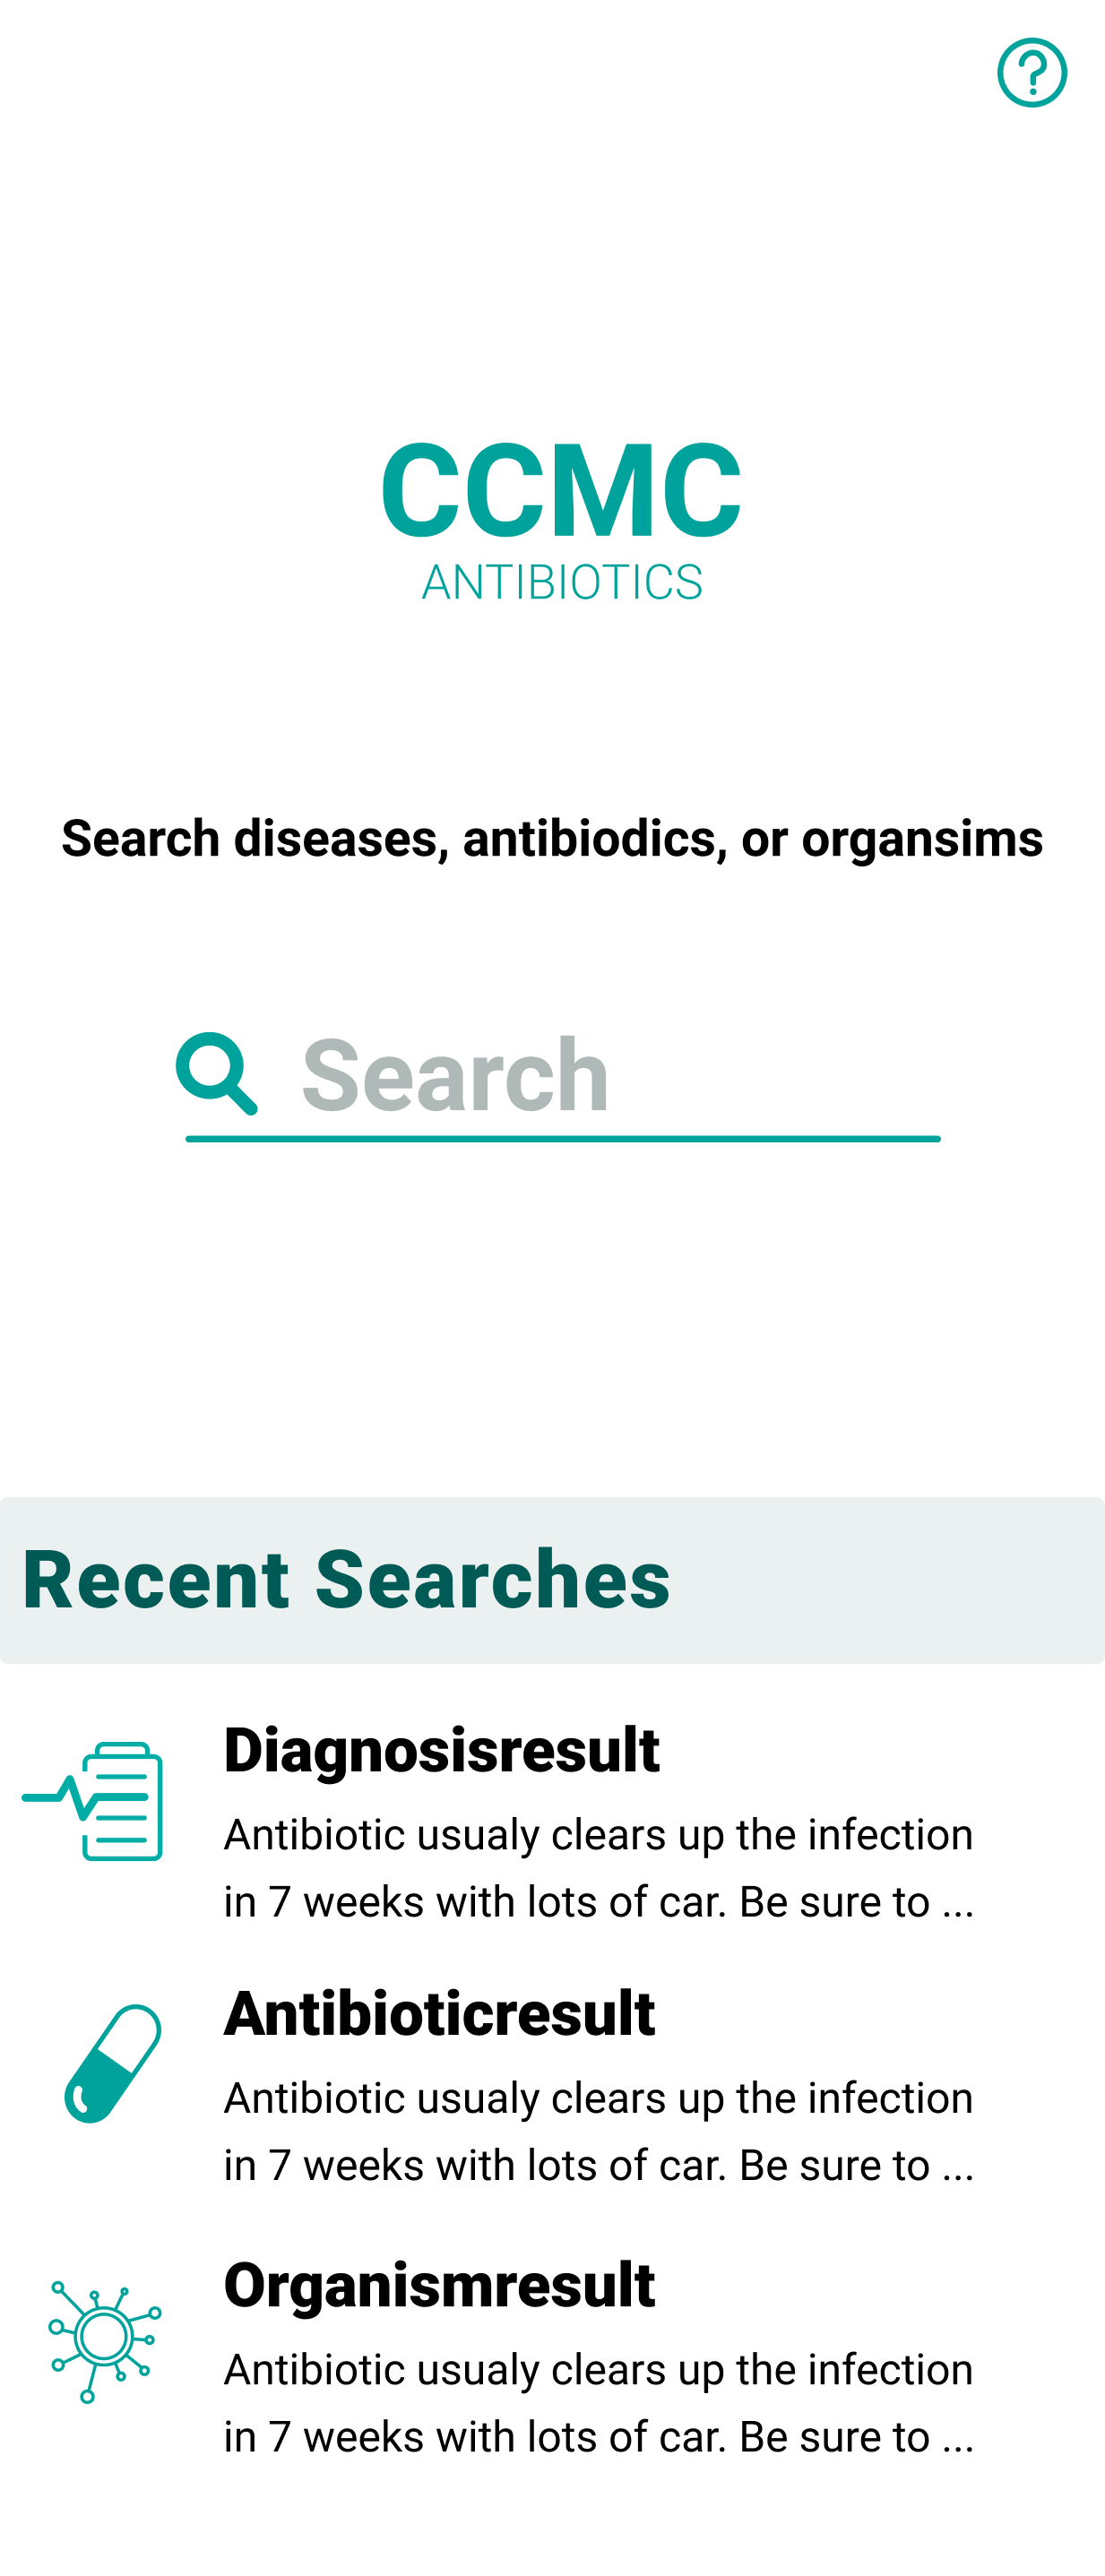 CCMC
ANTIBIOTICS
Search diseases, antibiodics, or organsims
Search
Recent Searches
Diagnosisresult
Antibiotic usualy clears up the infection
in 7 weeks with lots of car. Be sure to ...
Antibioticresult
Antibiotic usualy clears up the infection
in 7 weeks with lots of car. Be sure to ...
Organismresult
Antibiotic usualy clears up the infection
in 7 weeks with lots of car. Be sure to ...